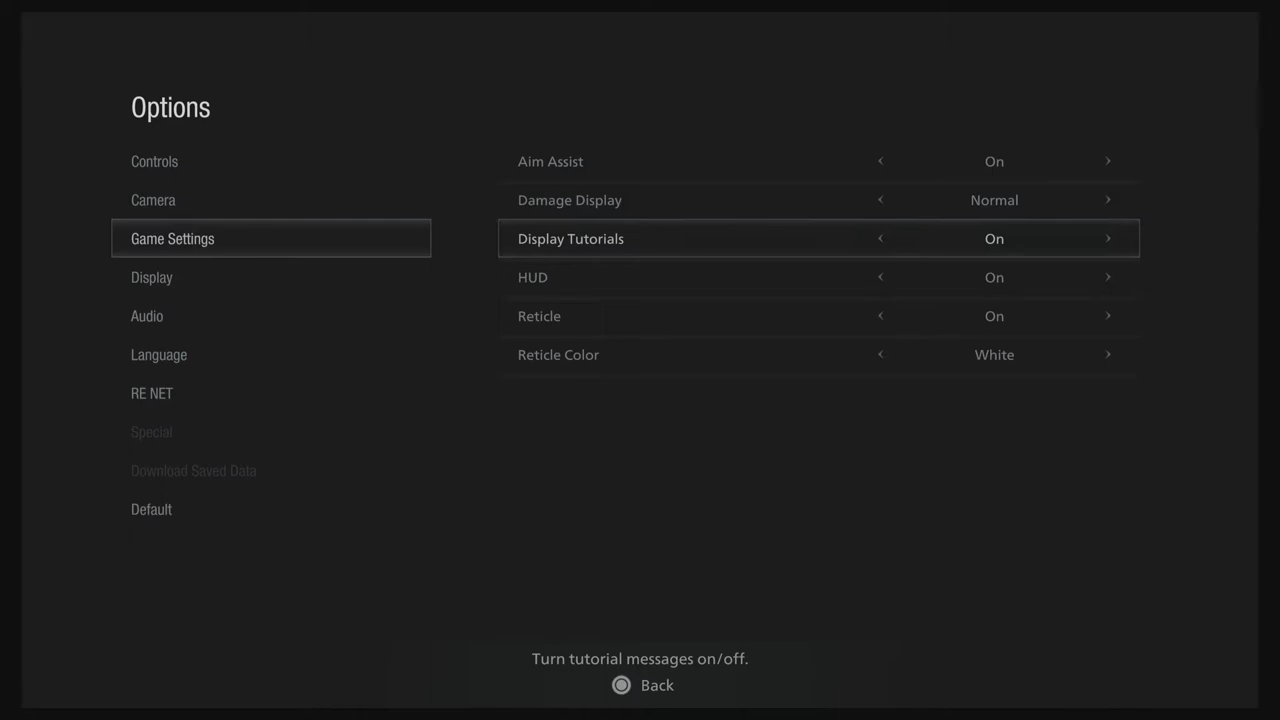 Options
Controls
Camera
Game Settings
Display
Audio
Language
RE NET
Special
Download Saved Data
Default
Aim Assist < On >
Damage Display < Normal >
Display Tutorials < On >
HUD < On >
Reticle < On >
Reticle Color < White >
Turn tutorial messages on/off.
Back